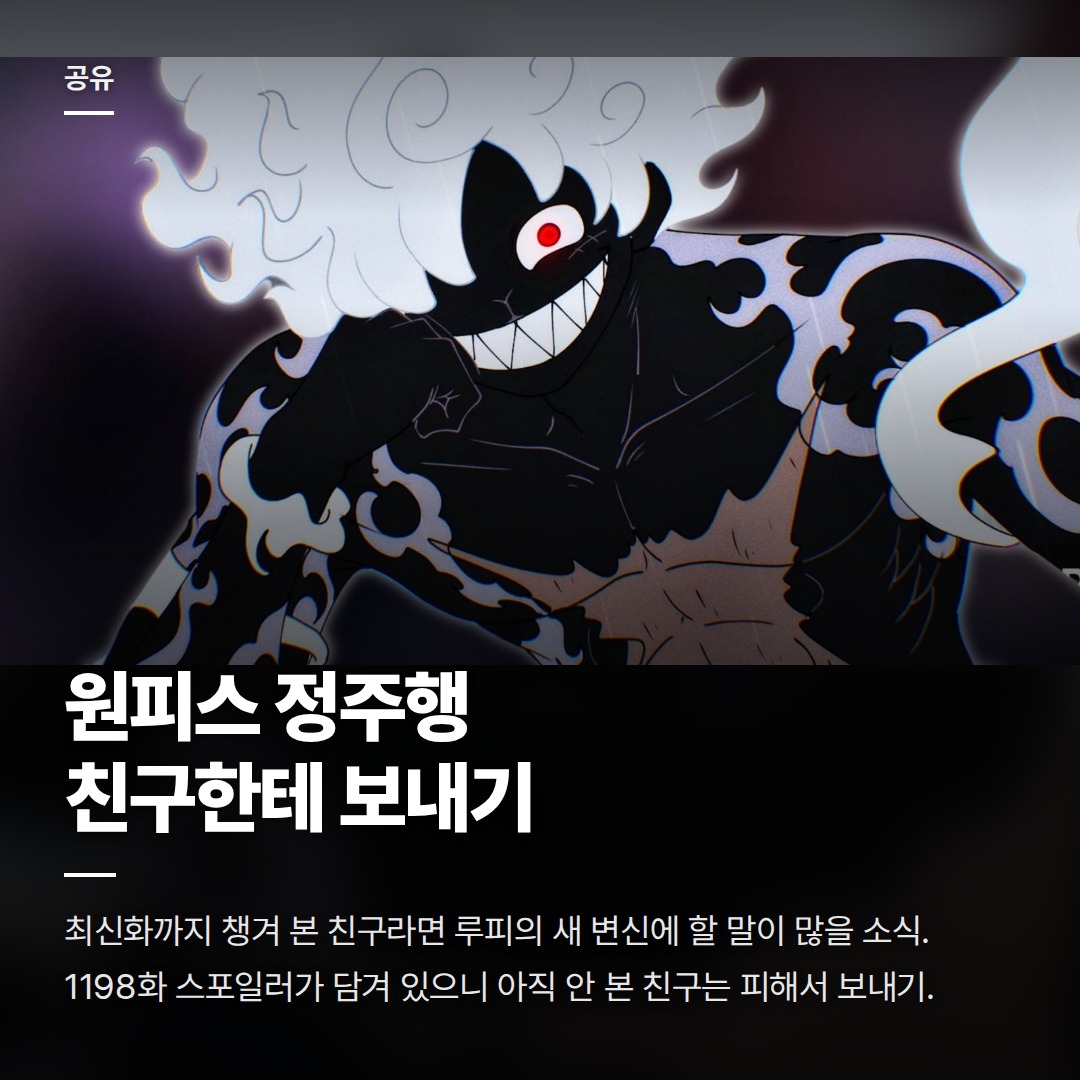 공유
원피스 정주행
친구한테 보내기
최신화까지 챙겨 본 친구라면 루피의 새 변신에 할 말이 많을 소식.
1198화 스포일러가 담겨 있으니 아직 안 본 친구는 피해서 보내기.